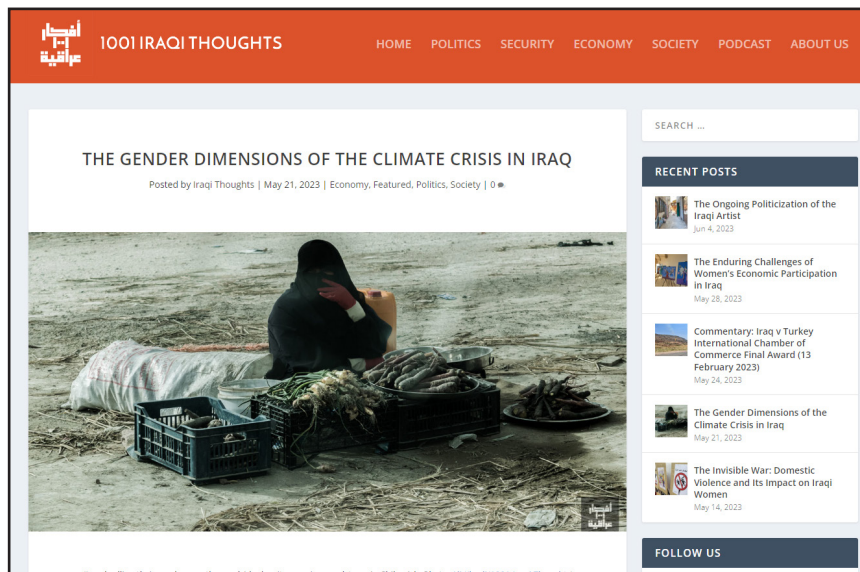 أفكار
١٠٠١
عراقية
1001 IRAQI THOUGHTS
HOME POLITICS SECURITY ECONOMY SOCIETY PODCAST ABOUT US
THE GENDER DIMENSIONS OF THE CLIMATE CRISIS IN IRAQ
Posted by Iraqi Thoughts | May 21, 2023 | Economy, Featured, Politics, Society | 0
أفكار
١٠٠١
عراقية
SEARCH ...
RECENT POSTS
The Ongoing Politicization of the
Iraqi Artist
Jun 4, 2023
The Enduring Challenges of
Women's Economic Participation
in Iraq
May 28, 2023
Commentary: Iraq v Turkey
International Chamber of
Commerce Final Award (13
February 2023)
May 24, 2023
The Gender Dimensions of the
Climate Crisis in Iraq
May 21, 2023
The Invisible War: Domestic
Violence and Its Impact on Iraqi
Women
May 14, 2023
FOLLOW US